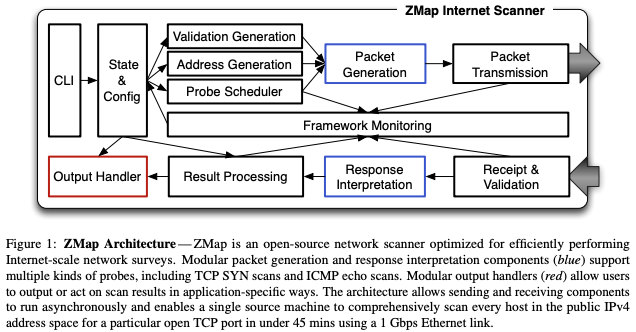 ZMap Internet Scanner
CLI
State
&
Config
Validation Generation
Address Generation
Probe Scheduler
Packet
Generation
Packet
Transmission
Framework Monitoring
Output Handler
Result Processing
Response
Interpretation
Receipt &
Validation
Figure 1: ZMap Architecture — ZMap is an open-source network scanner optimized for efficiently performing
Internet-scale network surveys. Modular packet generation and response interpretation components (blue) support
multiple kinds of probes, including TCP SYN scans and ICMP echo scans. Modular output handlers (red) allow users
to output or act on scan results in application-specific ways. The architecture allows sending and receiving components
to run asynchronously and enables a single source machine to comprehensively scan every host in the public IPv4
address space for a particular open TCP port in under 45 mins using a 1 Gbps Ethernet link.